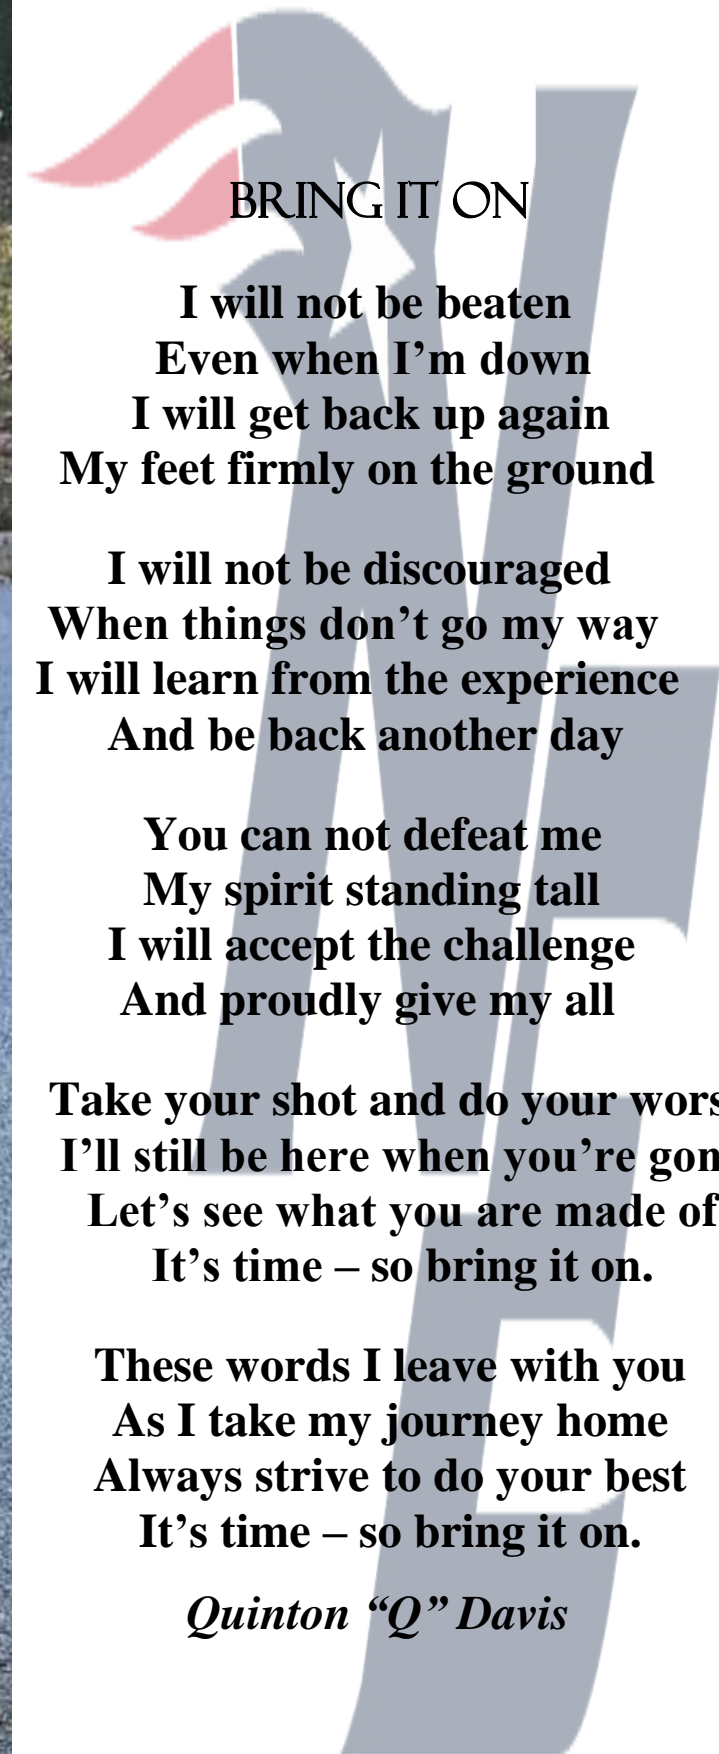 BRING IT ON
I will not be beaten
Even when I'm down
I will get back up again
My feet firmly on the ground
I will not be discouraged
When things don't go my way
I will learn from the experience
And be back another day
You can not defeat me
My spirit standing tall
I will accept the challenge
And proudly give my all
Take your shot and do your wors
I'll still be here when you're gon
Let's see what you are made of
It's time – so bring it on.
These words I leave with you
As I take my journey home
Always strive to do your best
It's time – so bring it on.
Quinton “Q” Davis